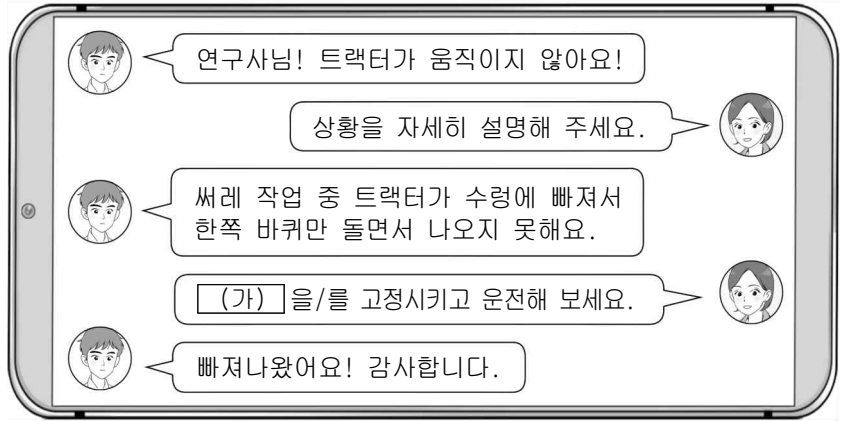 연구사님! 트랙터가 움직이지 않아요!
상황을 자세히 설명해 주세요.
써레 작업 중 트랙터가 수렁에 빠져서
한쪽 바퀴만 돌면서 나오지 못해요.
(가) 을/를 고정시키고 운전해 보세요.
빠져나왔어요! 감사합니다.